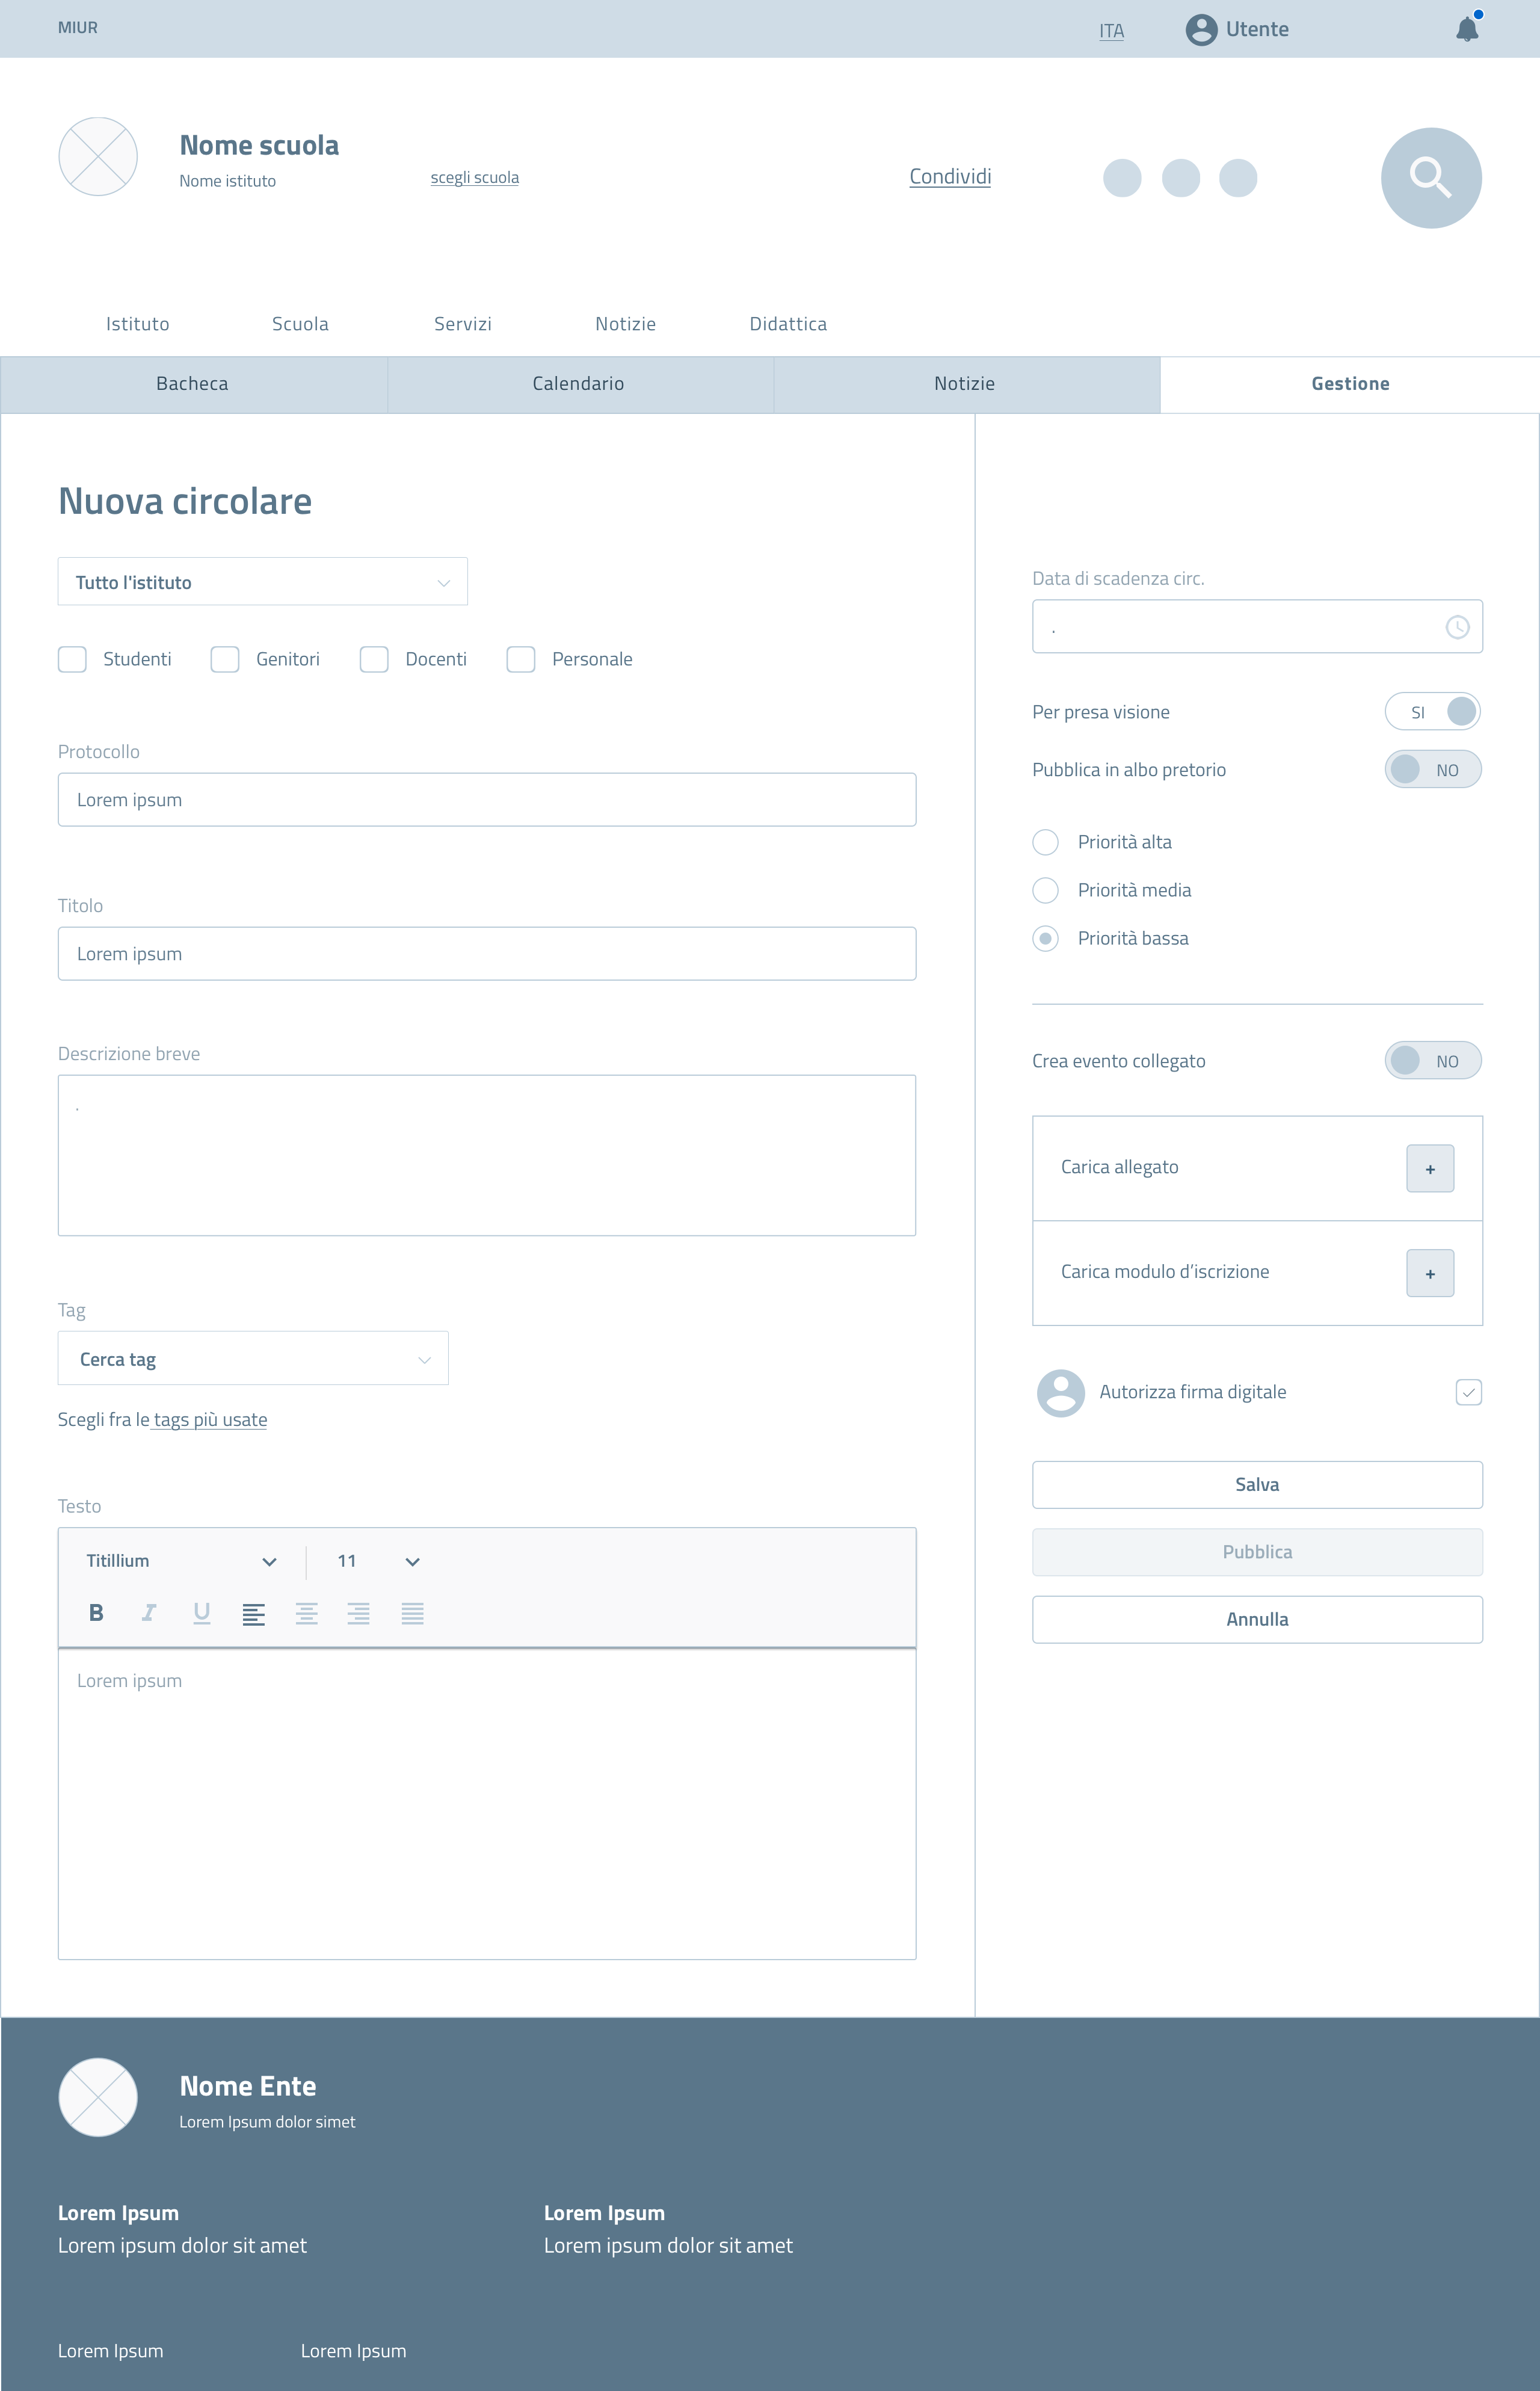 MIUR
ITA
Utente
Nome scuola
Nome istituto
scegli scuola
Condividi
Istituto
Scuola
Servizi
Notizie
Didattica
Bacheca
Calendario
Notizie
Gestione
Nuova circolare
Tutto l'istituto
Studenti
Genitori
Docenti
Personale
Protocollo
Lorem ipsum
Titolo
Lorem ipsum
Descrizione breve
.
Tag
Cerca tag
Scegli fra le tags più usate
Testo
Titillium
11
B I U
Lorem ipsum
Data di scadenza circ.
.
Per presa visione
SI
Pubblica in albo pretorio
NO
Priorità alta
Priorità media
Priorità bassa
Crea evento collegato
NO
Carica allegato
+
Carica modulo d’iscrizione
+
Autorizza firma digitale
Salva
Pubblica
Annulla
Nome Ente
Lorem Ipsum dolor simet
Lorem Ipsum
Lorem ipsum dolor sit amet
Lorem Ipsum
Lorem ipsum dolor sit amet
Lorem Ipsum
Lorem Ipsum